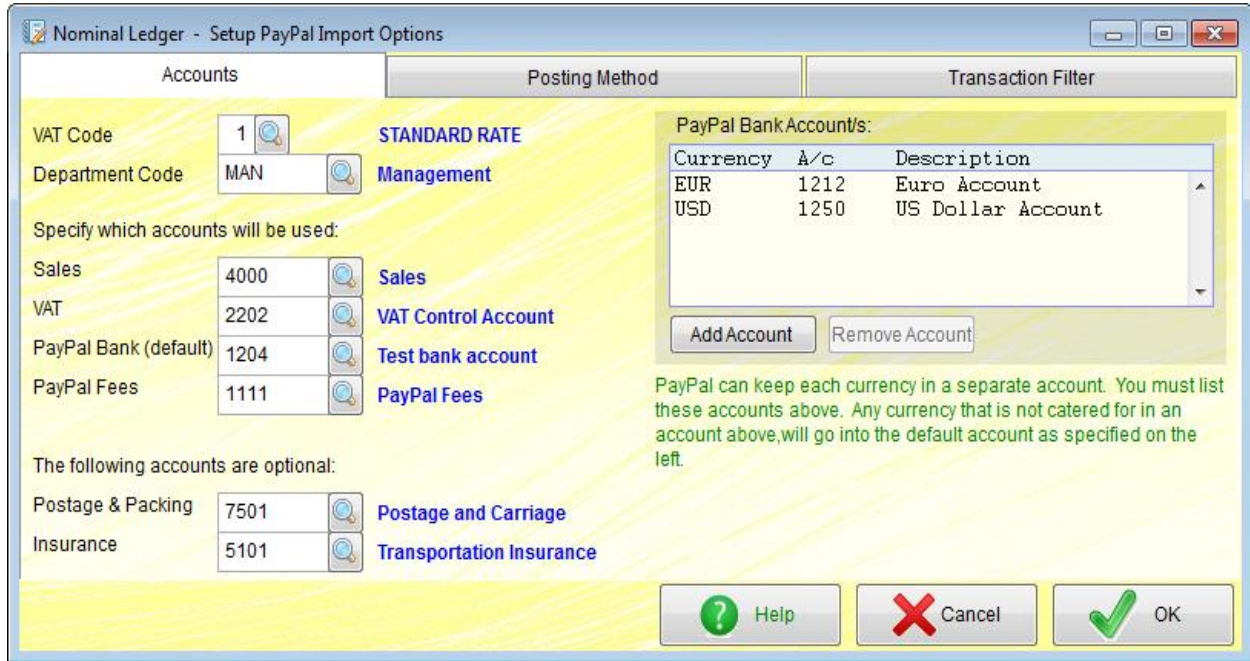 Nominal Ledger - Setup PayPal Import Options
Accounts
Posting Method
Transaction Filter
VAT Code 1 STANDARD RATE
Department Code MAN Management
Specify which accounts will be used:
Sales 4000 Sales
VAT 2202 VAT Control Account
PayPal Bank (default) 1204 Test bank account
PayPal Fees 1111 PayPal Fees
The following accounts are optional:
Postage & Packing 7501 Postage and Carriage
Insurance 5101 Transportation Insurance
PayPal Bank Account/s:
Currency A/c Description
EUR 1212 Euro Account
USD 1250 US Dollar Account
Add Account
Remove Account
PayPal can keep each currency in a separate account. You must list
these accounts above. Any currency that is not catered for in an
account above,will go into the default account as specified on the
left.
Help
Cancel
OK